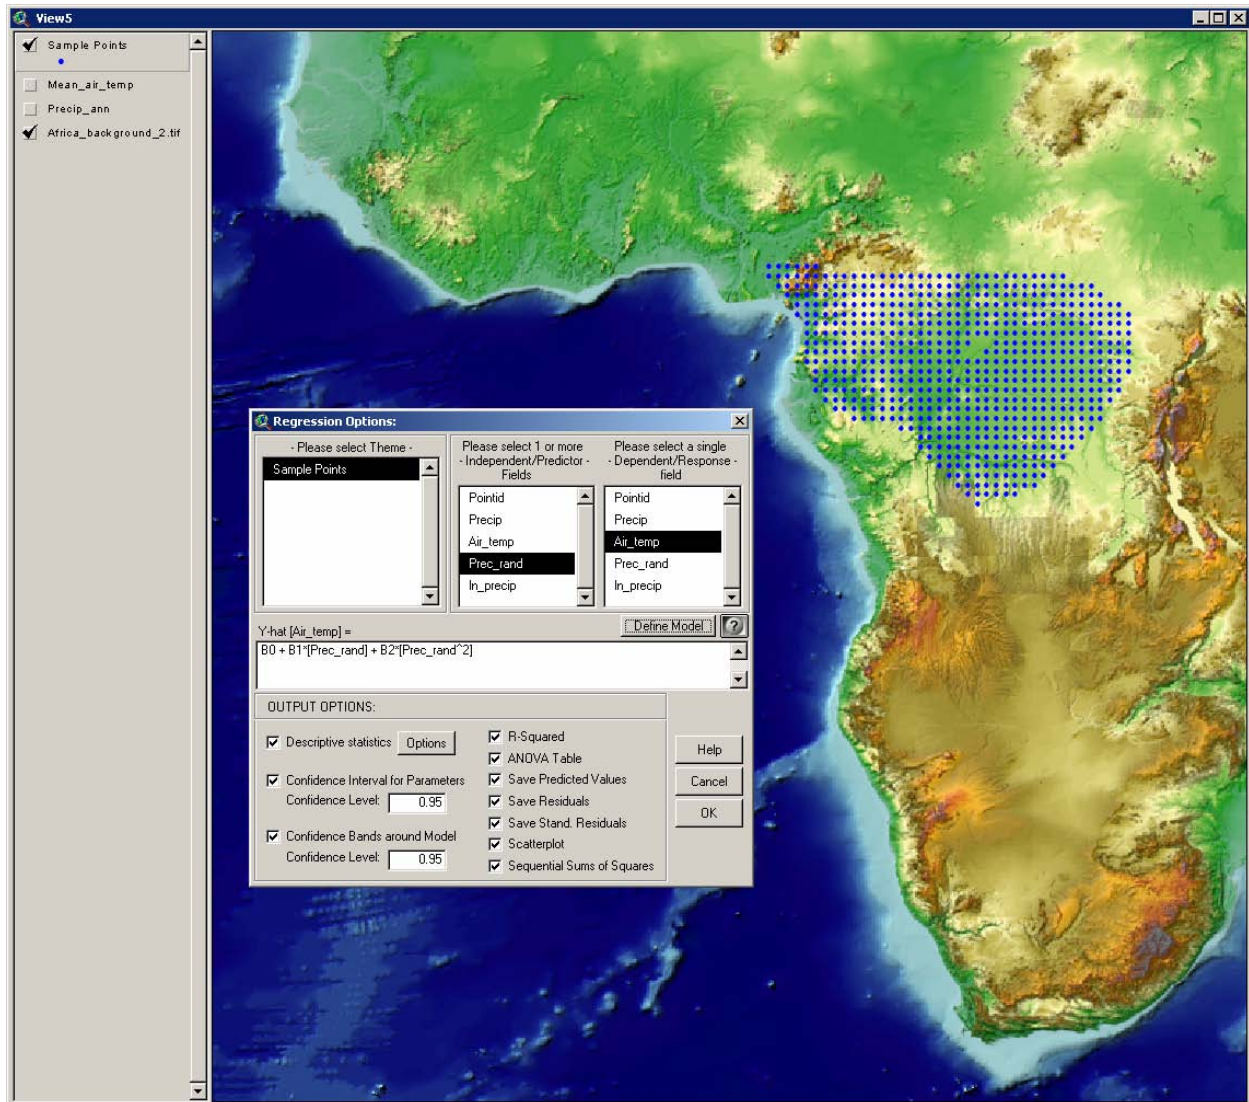 View5
Sample Points
Mean_air_temp
Precip_ann
Africa_background_2.tif
Regression Options:
- Please select Theme -
Sample Points
Please select 1 or more
- Independent/Predictor -
Fields
Pointid
Precip
Air_temp
Prec_rand
ln_precip
Please select a single
- Dependent/Response -
field
Pointid
Precip
Air_temp
Prec_rand
ln_precip
Y-hat [Air_temp] =
Define Model
?
B0 + B1*[Prec_rand] + B2*[Prec_rand^2]
OUTPUT OPTIONS:
Descriptive statistics
Options
Confidence Interval for Parameters
Confidence Level: 0.95
Confidence Bands around Model
Confidence Level: 0.95
R-Squared
ANOVA Table
Save Predicted Values
Save Residuals
Save Stand. Residuals
Scatterplot
Sequential Sums of Squares
Help
Cancel
OK